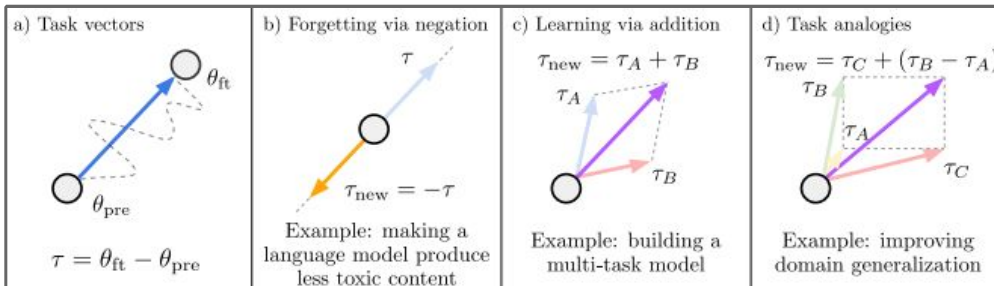 a) Task vectors
θft
θpre
τ = θft − θpre
b) Forgetting via negation
τ
τnew = −τ
Example: making a
language model produce
less toxic content
c) Learning via addition
τnew = τA + τB
τA
τB
Example: building a
multi-task model
d) Task analogies
τnew = τC + (τB − τA)
τB
τA
τC
Example: improving
domain generalization